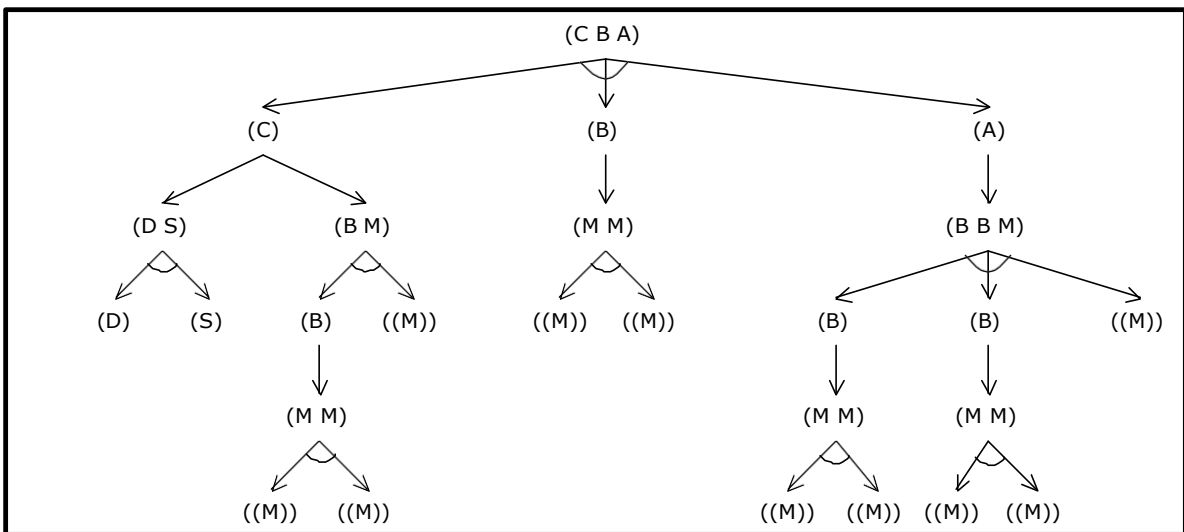 (C B A)
(C) (B) (A)
(D S) (B M) (M M) (B B M)
(D) (S) (B) ((M)) ((M)) ((M)) (B) (B) ((M))
(M M) (M M) (M M)
((M)) ((M)) ((M)) ((M)) ((M)) ((M))